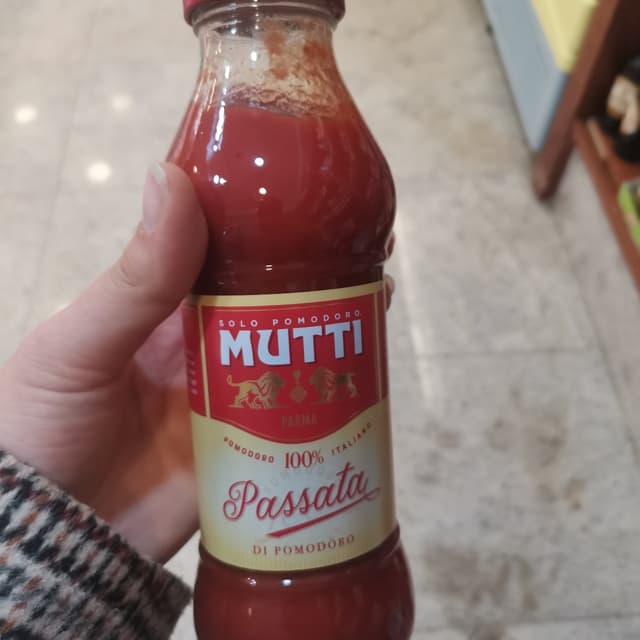 SOLO POMODORO
MUTTI
PARMA
POMODORO 100% ITALIANO
Passata
DI POMODORO